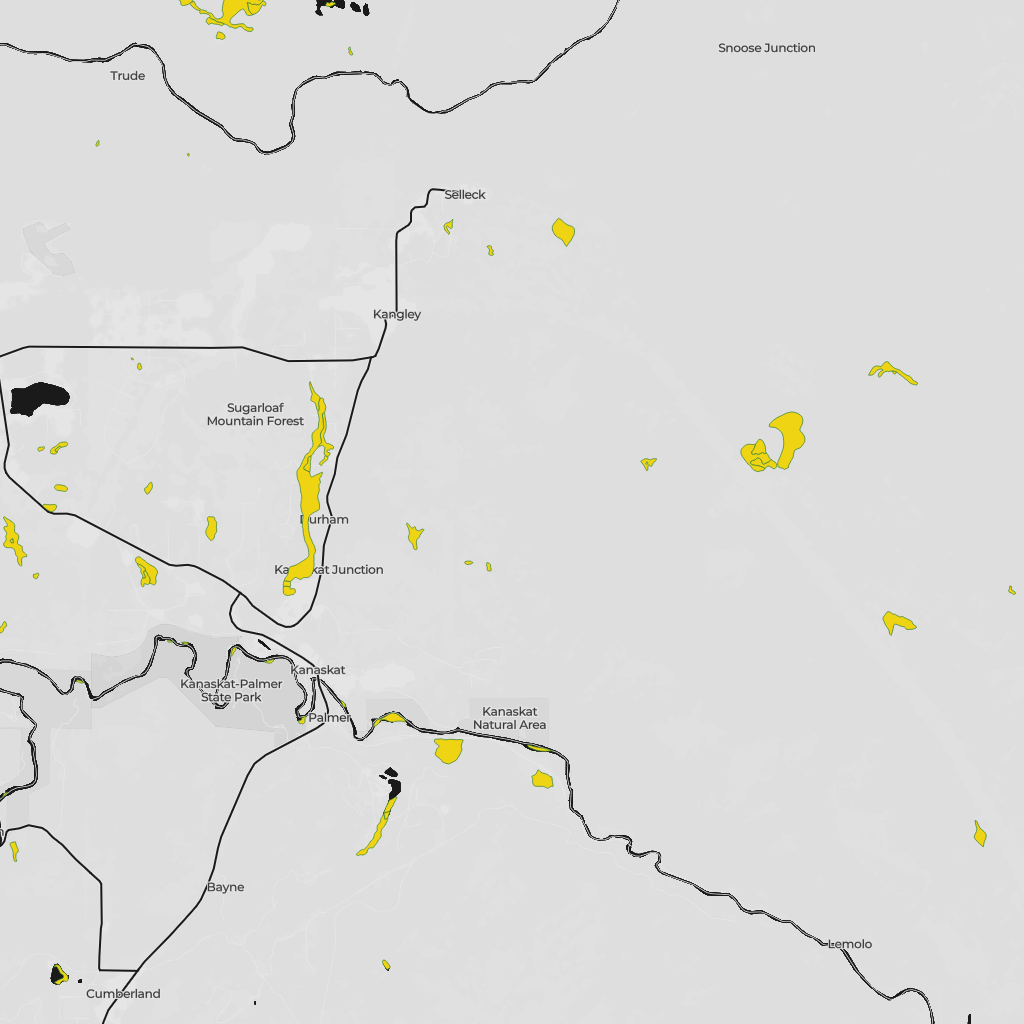 Snoose Junction
Trude
Selleck
Kangley
Sugarloaf
Mountain Forest
Durham
Kanaskat Junction
Kanaskat
Kanaskat-Palmer
State Park
Palmer
Kanaskat
Natural Area
Bayne
Lemolo
Cumberland